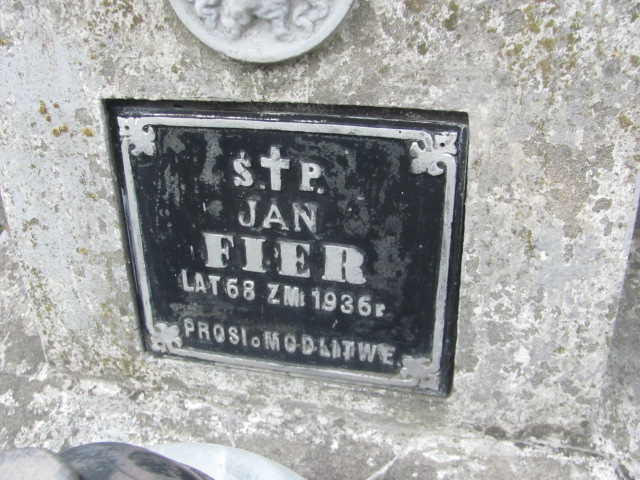 Ś.✝P.
JAN
FIER
LAT 68 ZM. 1936 r.
PROSI o MODLITWE